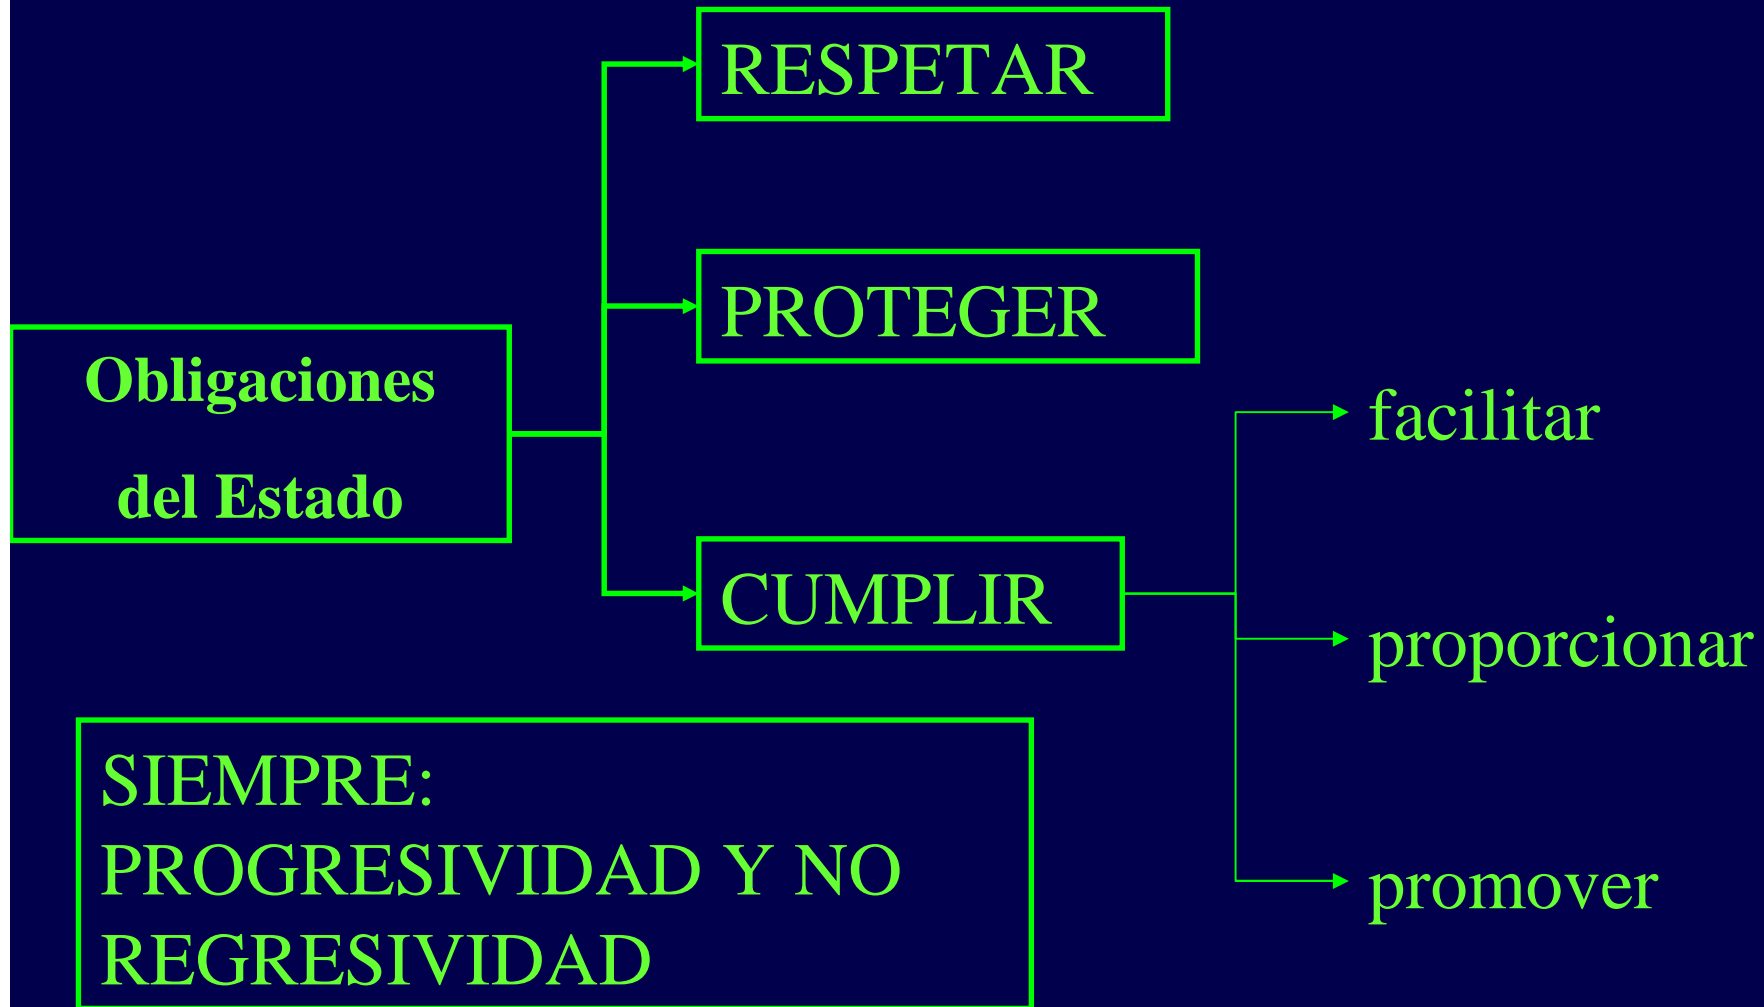 Obligaciones
del Estado
RESPETAR
PROTEGER
CUMPLIR
facilitar
proporcionar
promover
SIEMPRE:
PROGRESIVIDAD Y NO
REGRESIVIDAD